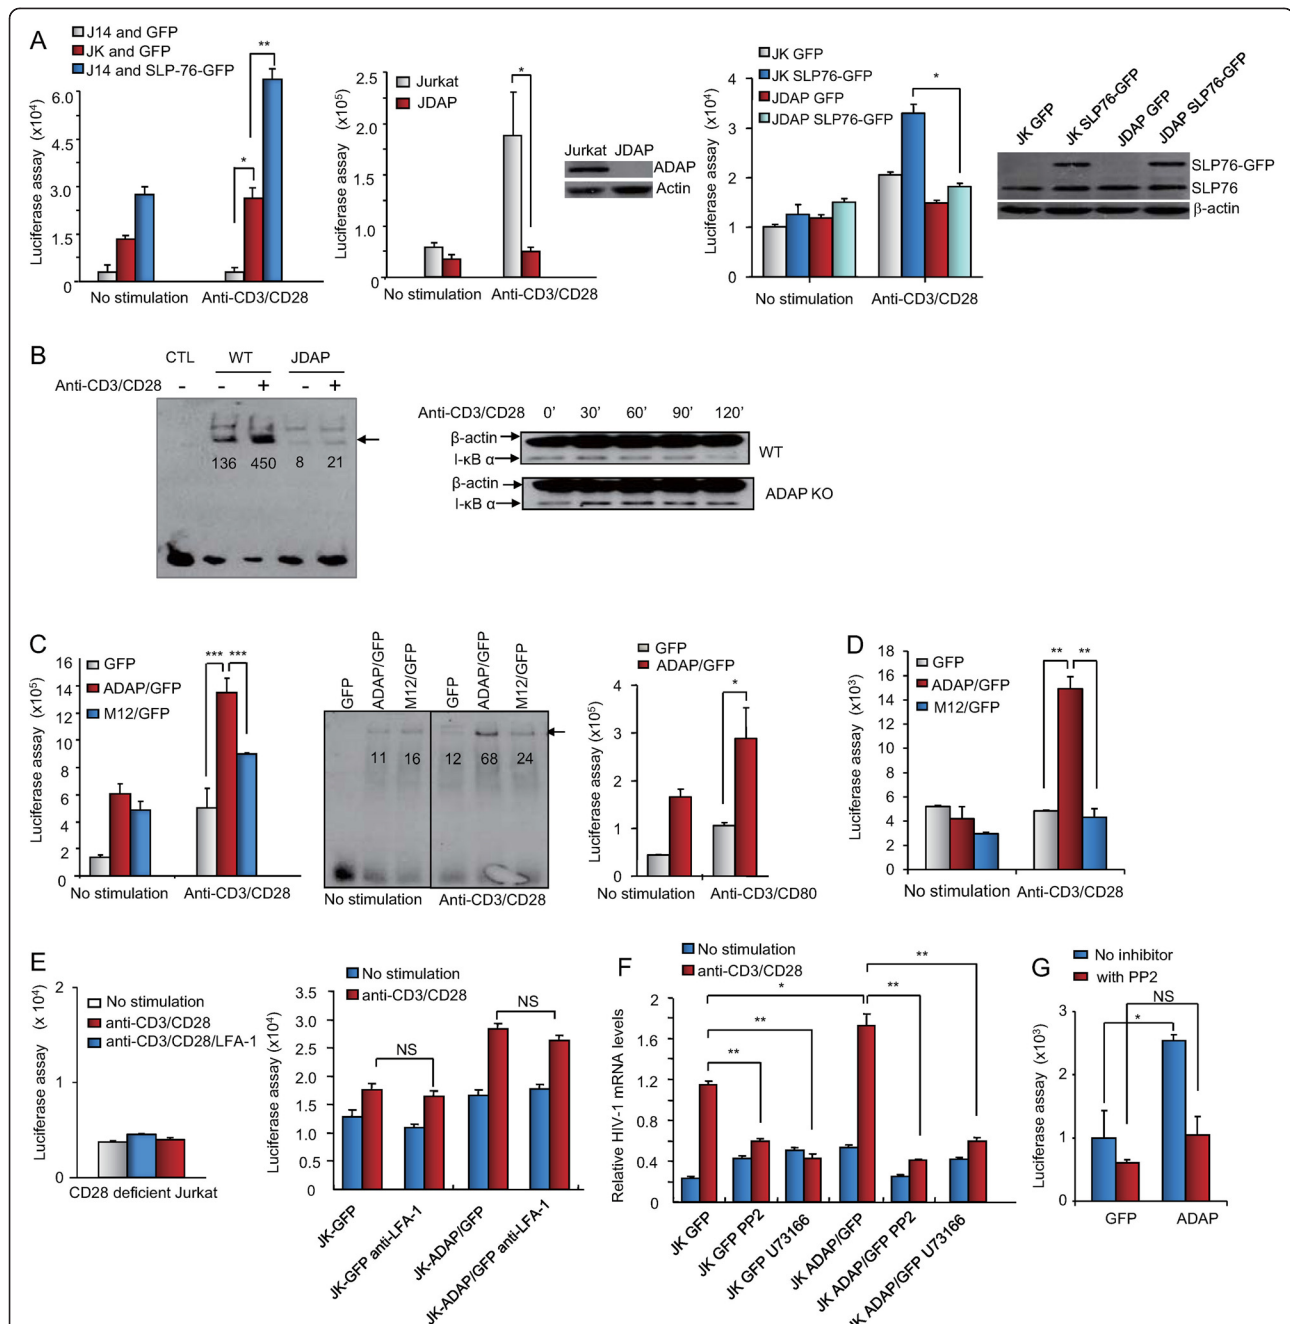 A
J14 and GFP
JK and GFP
J14 and SLP-76-GFP
Luciferase assay (x10⁴)
6.0
4.5
3.0
1.5
0
*
**
No stimulation
Anti-CD3/CD28
Luciferase assay (x10⁵)
2.5
2.0
1.5
1.0
0.5
0
Jurkat
JDAP
*
No stimulation
Anti-CD3/CD28
Jurkat JDAP
ADAP
Actin
JK GFP
JK SLP76-GFP
JDAP GFP
JDAP SLP76-GFP
Luciferase assay (x10⁴)
4
3
2
1
0
*
No stimulation
Anti-CD3/CD28
JK GFP
JK SLP76-GFP
JDAP GFP
JDAP SLP76-GFP
SLP76-GFP
SLP76
β-actin
B
CTL WT JDAP
Anti-CD3/CD28 - - + - +
136 450 8 21
Anti-CD3/CD28 0' 30' 60' 90' 120'
β-actin
I-κB α
WT
β-actin
I-κB α
ADAP KO
C
Luciferase assay (x10⁵)
16
14
12
10
8
6
4
2
0
GFP
ADAP/GFP
M12/GFP
*** ***
No stimulation
Anti-CD3/CD28
GFP
ADAP/GFP
M12/GFP
GFP
ADAP/GFP
M12/GFP
11 16 12 68 24
No stimulation
Anti-CD3/CD28
GFP
ADAP/GFP
Luciferase assay (x10⁵)
4
3
2
1
0
*
No stimulation
Anti-CD3/CD80
D
Luciferase assay (x10³)
18
16
14
12
10
8
6
4
2
0
GFP
ADAP/GFP
M12/GFP
** **
No stimulation
Anti-CD3/CD28
E
Luciferase assay (x 10⁴)
2
1
0
No stimulation
anti-CD3/CD28
anti-CD3/CD28/LFA-1
CD28 deficient Jurkat
No stimulation
anti-CD3/CD28
Luciferase assay (x10⁴)
3.5
3.0
2.5
2.0
1.5
1.0
0.5
0
NS
NS
JK-GFP
JK-GFP anti-LFA-1
JK-ADAP/GFP
JK-ADAP/GFP anti-LFA-1
F
No stimulation
anti-CD3/CD28
Relative HIV-1 mRNA levels
2
1.6
1.2
0.8
0.4
0
*
**
**
**
**
JK GFP
JK GFP PP2
JK GFP U73166
JK ADAP/GFP
JK ADAP/GFP PP2
JK ADAP/GFP U73166
G
No inhibitor
with PP2
Luciferase assay (x10³)
3
2
1
0
*
NS
GFP
ADAP